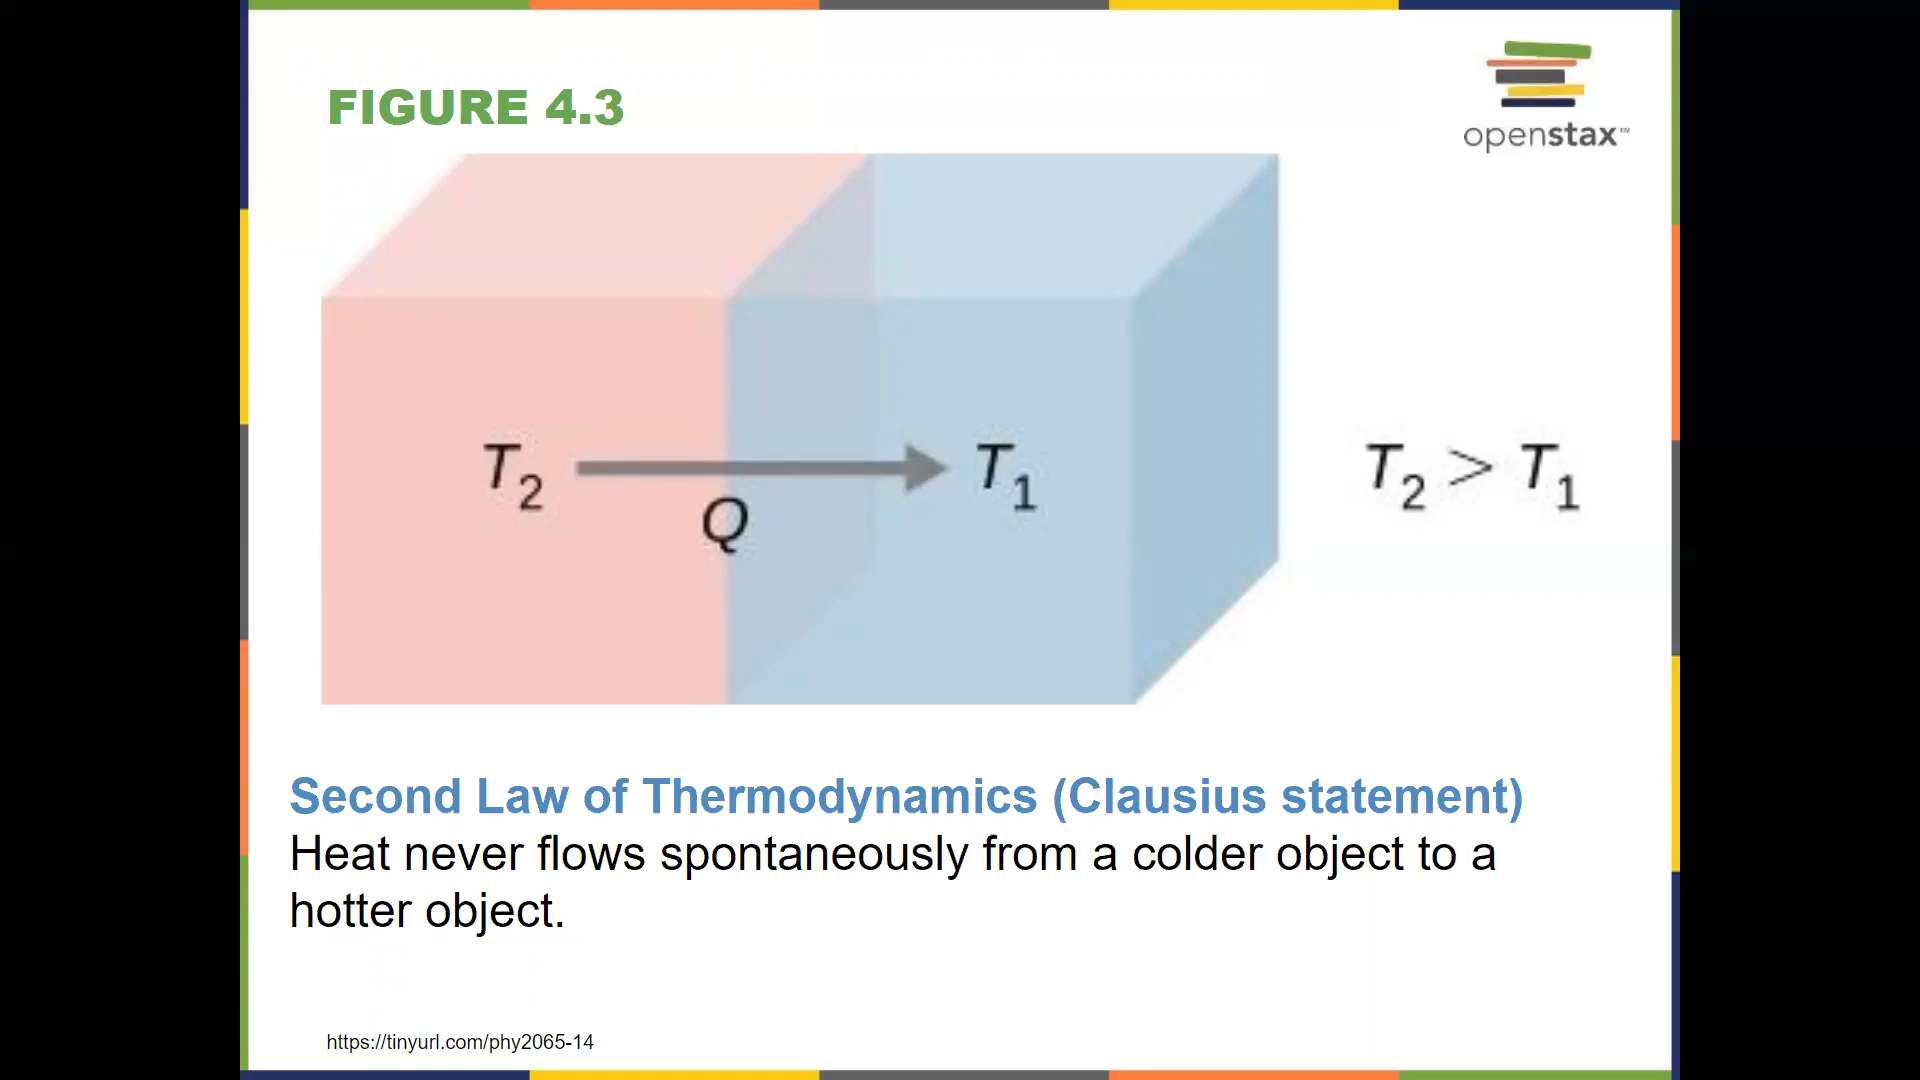 FIGURE 4.3
openstax™
T₂
Q
T₁
T₂ > T₁
Second Law of Thermodynamics (Clausius statement)
Heat never flows spontaneously from a colder object to a
hotter object.
https://tinyurl.com/phy2065-14